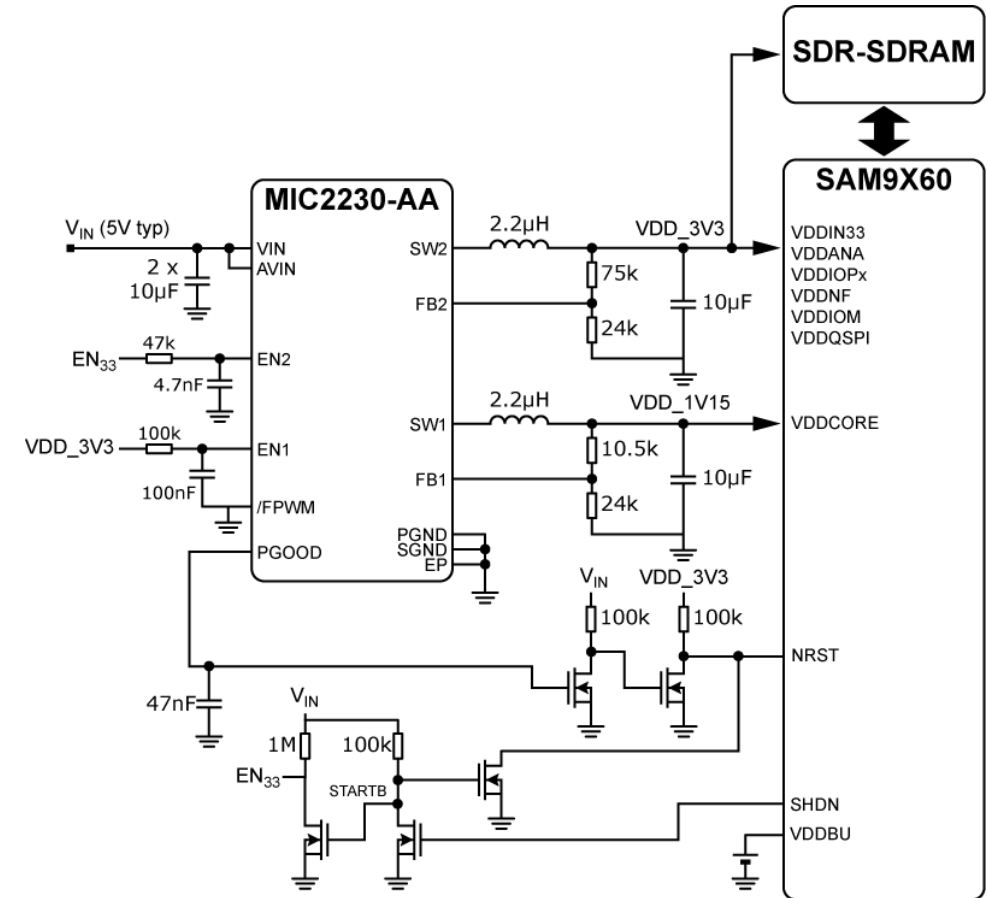 SDR-SDRAM
SAM9X60
MIC2230-AA
V_IN (5V typ)
VIN
AVIN
2 x
10µF
EN_33
47k
EN2
4.7nF
VDD_3V3
100k
EN1
100nF
/FPWM
PGOOD
SW2
2.2µH
VDD_3V3
75k
FB2
24k
10µF
VDDIN33
VDDANA
VDDIOPx
VDDNF
VDDIOM
VDDQSPI
SW1
2.2µH
VDD_1V15
VDDCORE
10.5k
FB1
24k
10µF
PGND
SGND
EP
V_IN
VDD_3V3
100k
100k
NRST
47nF
V_IN
1M
100k
EN_33
STARTB
SHDN
VDDBU